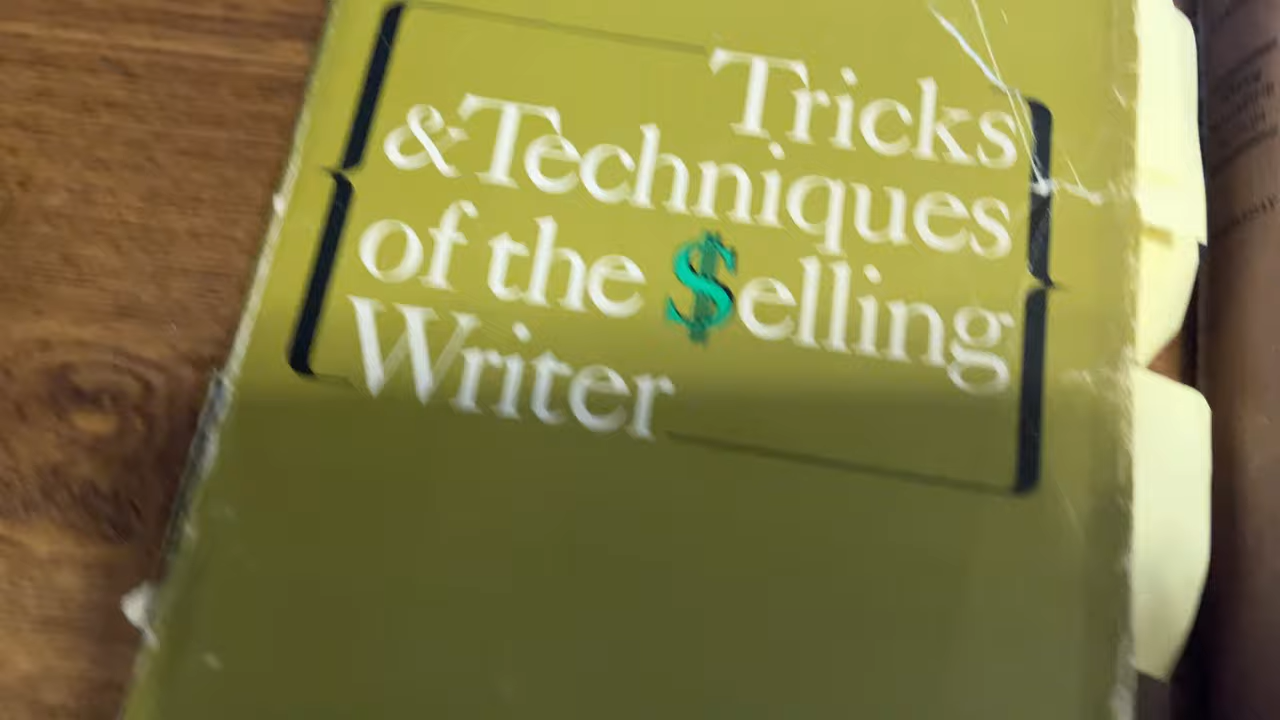 Tricks
&Techniques
of the $elling
Writer